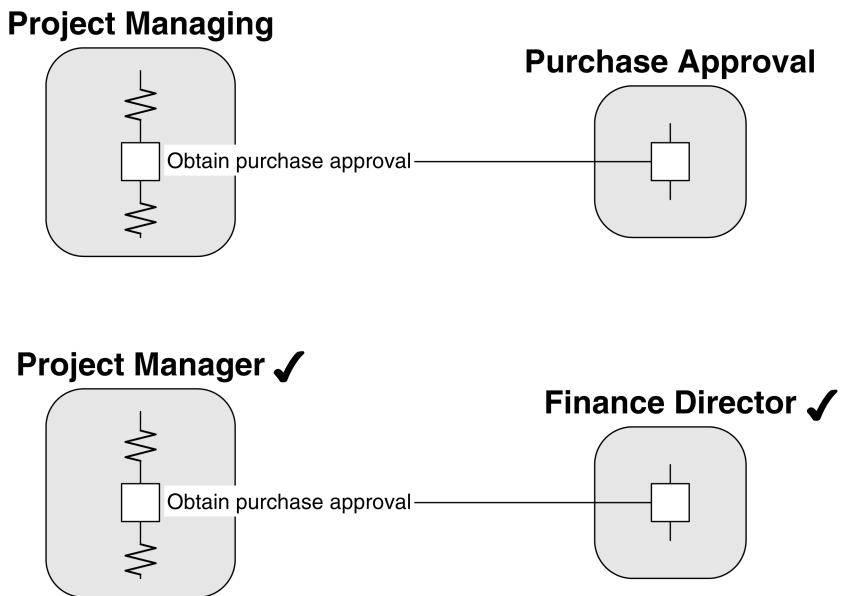 Project Managing
Purchase Approval
Obtain purchase approval
Project Manager ✓
Finance Director ✓
Obtain purchase approval